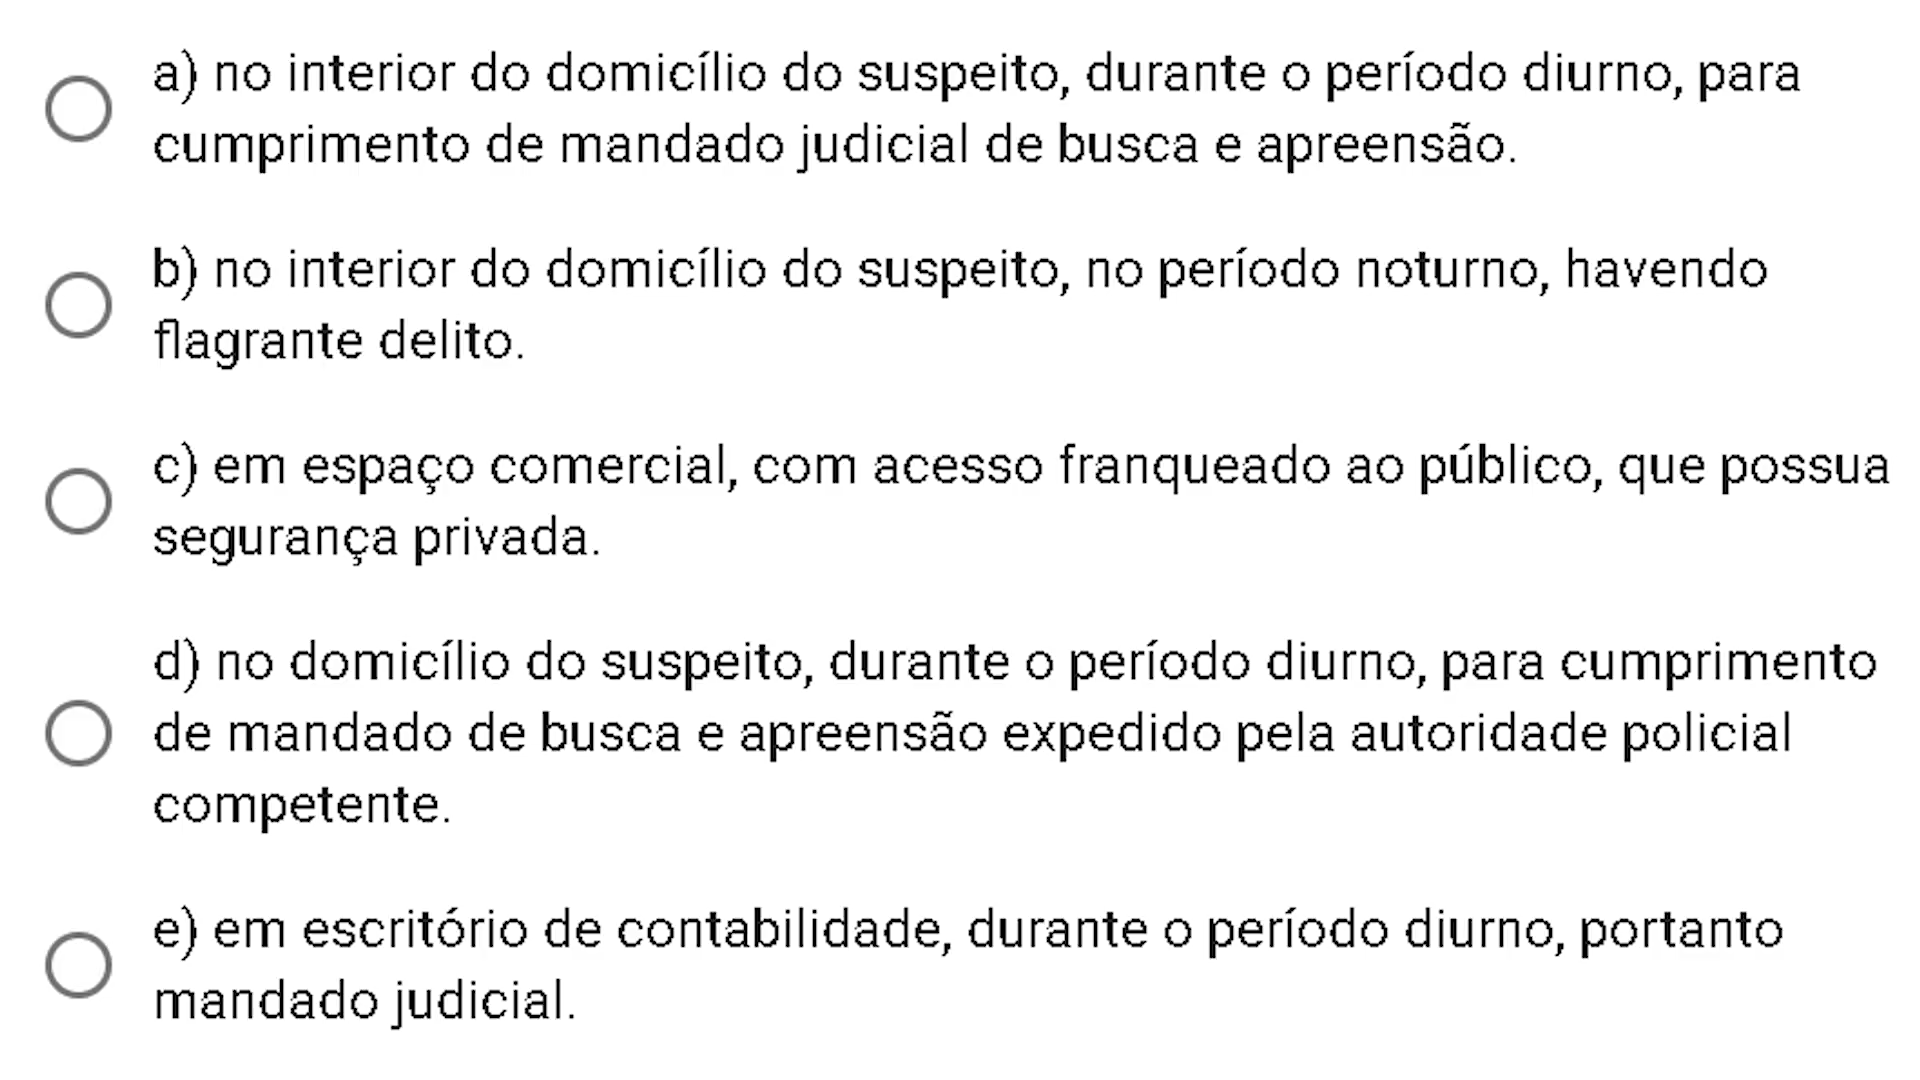 a) no interior do domicílio do suspeito, durante o período diurno, para
cumprimento de mandado judicial de busca e apreensão.
b) no interior do domicílio do suspeito, no período noturno, havendo
flagrante delito.
c) em espaço comercial, com acesso franqueado ao público, que possua
segurança privada.
d) no domicílio do suspeito, durante o período diurno, para cumprimento
de mandado de busca e apreensão expedido pela autoridade policial
competente.
e) em escritório de contabilidade, durante o período diurno, portanto
mandado judicial.